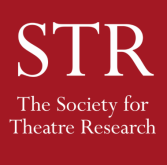 STR
The Society for
Theatre Research